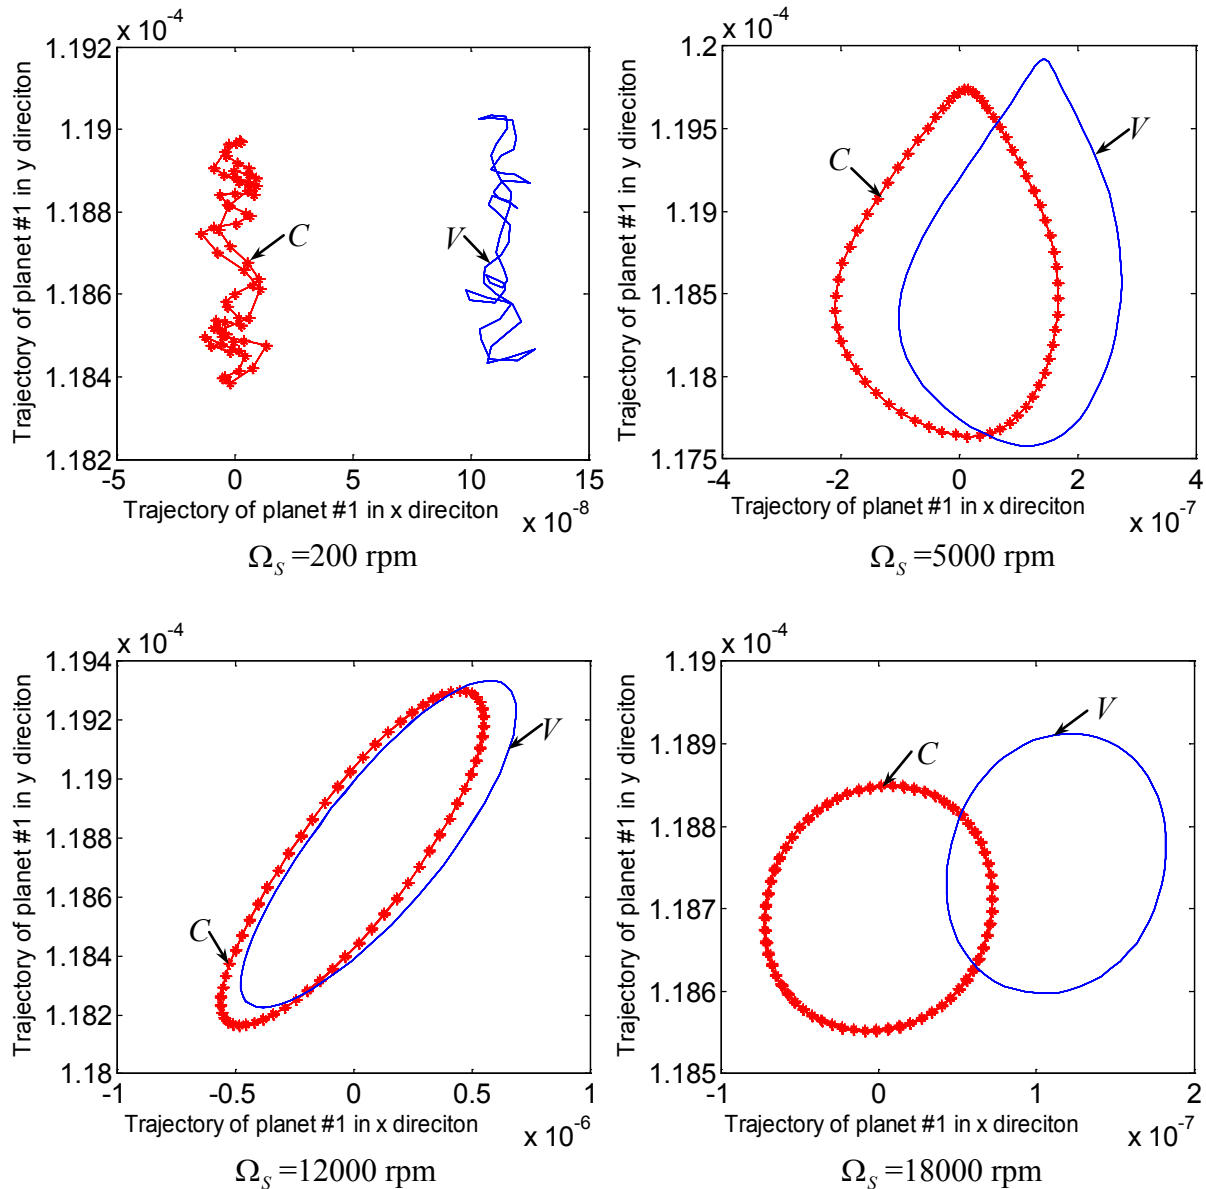 x 10^-4
x 10^-4
1.192
1.19
1.188
1.186
1.184
1.182
Trajectory of planet #1 in y direciton
C
V
-5
0
5
10
15
Trajectory of planet #1 in x direciton
x 10^-8
Ω_S =200 rpm
1.2
1.195
1.19
1.185
1.18
1.175
Trajectory of planet #1 in y direciton
C
V
-4
-2
0
2
4
Trajectory of planet #1 in x direciton
x 10^-7
Ω_S =5000 rpm
x 10^-4
1.194
1.192
1.19
1.188
1.186
1.184
1.182
1.18
Trajectory of planet #1 in y direciton
C
V
-1
-0.5
0
0.5
1
Trajectory of planet #1 in x direciton
x 10^-6
Ω_S =12000 rpm
x 10^-4
1.19
1.189
1.188
1.187
1.186
1.185
Trajectory of planet #1 in y direciton
C
V
-1
0
1
2
Trajectory of planet #1 in x direciton
x 10^-7
Ω_S =18000 rpm